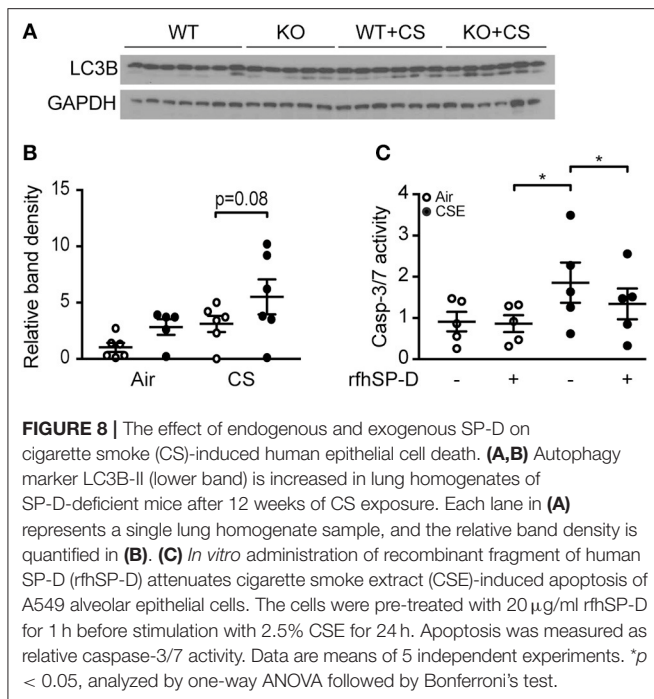 A
WT KO WT+CS KO+CS
LC3B
GAPDH
B
Relative band density
15
10
5
0
p=0.08
Air CS
C
Casp-3/7 activity
4
3
2
1
0
Air
CSE
* *
rfhSP-D - + - +
FIGURE 8 | The effect of endogenous and exogenous SP-D on
cigarette smoke (CS)-induced human epithelial cell death. (A,B) Autophagy
marker LC3B-II (lower band) is increased in lung homogenates of
SP-D-deficient mice after 12 weeks of CS exposure. Each lane in (A)
represents a single lung homogenate sample, and the relative band density is
quantified in (B). (C) In vitro administration of recombinant fragment of human
SP-D (rfhSP-D) attenuates cigarette smoke extract (CSE)-induced apoptosis of
A549 alveolar epithelial cells. The cells were pre-treated with 20 μg/ml rfhSP-D
for 1 h before stimulation with 2.5% CSE for 24 h. Apoptosis was measured as
relative caspase-3/7 activity. Data are means of 5 independent experiments. *p
< 0.05, analyzed by one-way ANOVA followed by Bonferroni's test.